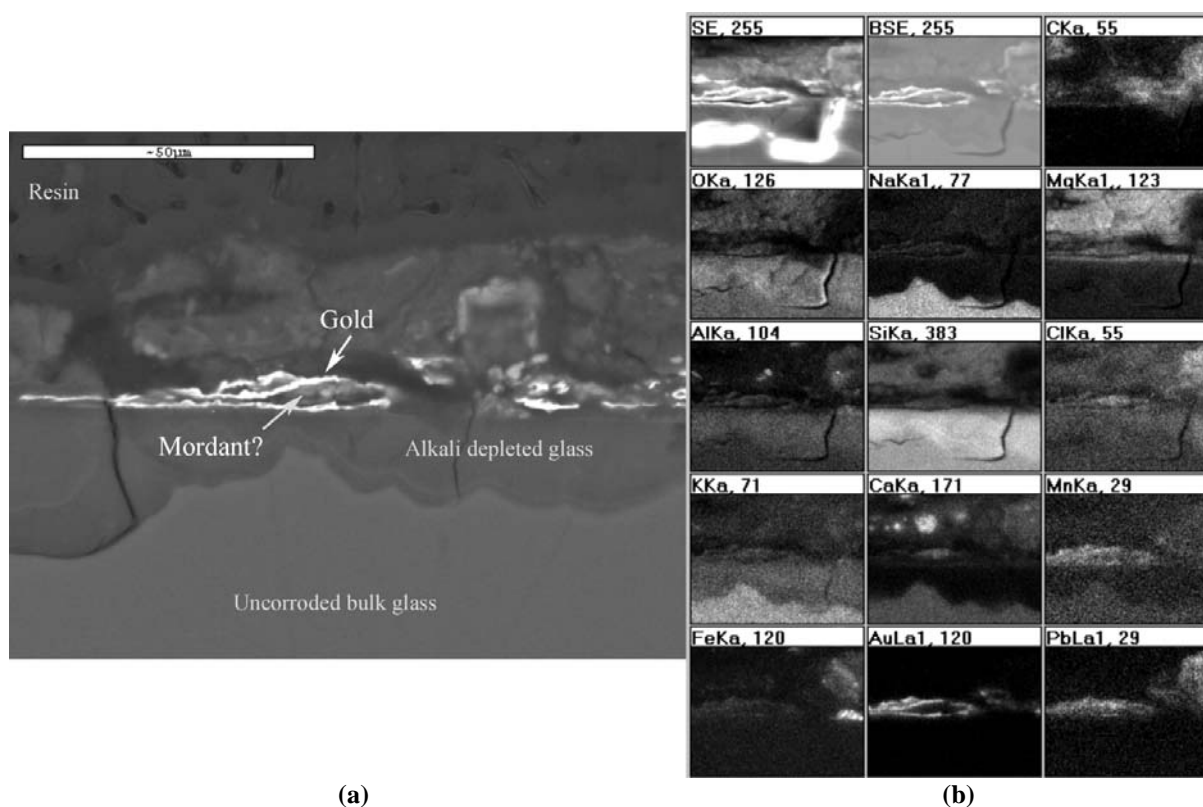 ~50µm
Resin
Gold
Mordant?
Alkali depleted glass
Uncorroded bulk glass
(a)
SE, 255
BSE, 255
CKa, 55
OKa, 126
NaKa1,, 77
MgKa1,, 123
AlKa, 104
SiKa, 383
ClKa, 55
KKa, 71
CaKa, 171
MnKa, 29
FeKa, 120
AuLa1, 120
PbLa1, 29
(b)